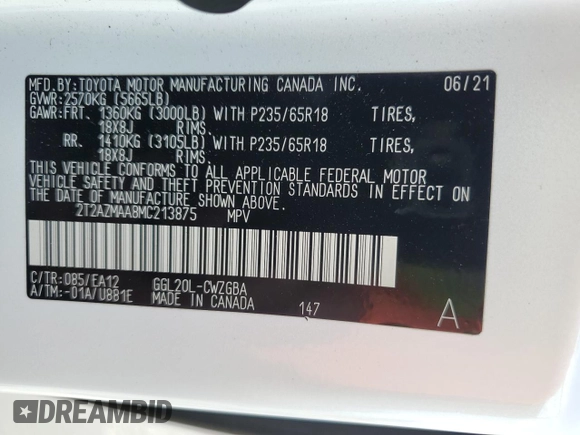 MFD.BY:TOYOTA MOTOR MANUFACTURING CANADA INC. 06/21
GVWR:2570KG (5665LB)
GAWR:FRT. 1360KG (3000LB) WITH P235/65R18 TIRES,
18X8J RIMS.
RR. 1410KG (3105LB) WITH P235/65R18 TIRES,
18X8J RIMS.
THIS VEHICLE CONFORMS TO ALL APPLICABLE FEDERAL MOTOR
VEHICLE SAFETY AND THEFT PREVENTION STANDARDS IN EFFECT ON
THE DATE OF MANUFACTURE SHOWN ABOVE.
2T2AZMAA8MC213875 MPV
C/TR:085/EA12 GGL20L-CWZGBA
A/TM:-01A/U881E MADE IN CANADA 147 A
DREAMBID